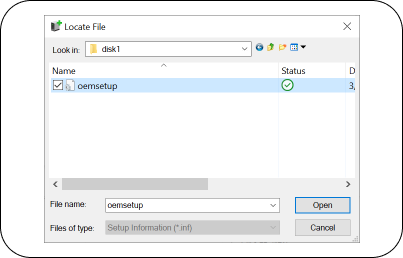 Locate File
Look in: disk1
Name Status D
oemsetup 3,
File name: oemsetup Open
Files of type: Setup Information (*.inf) Cancel